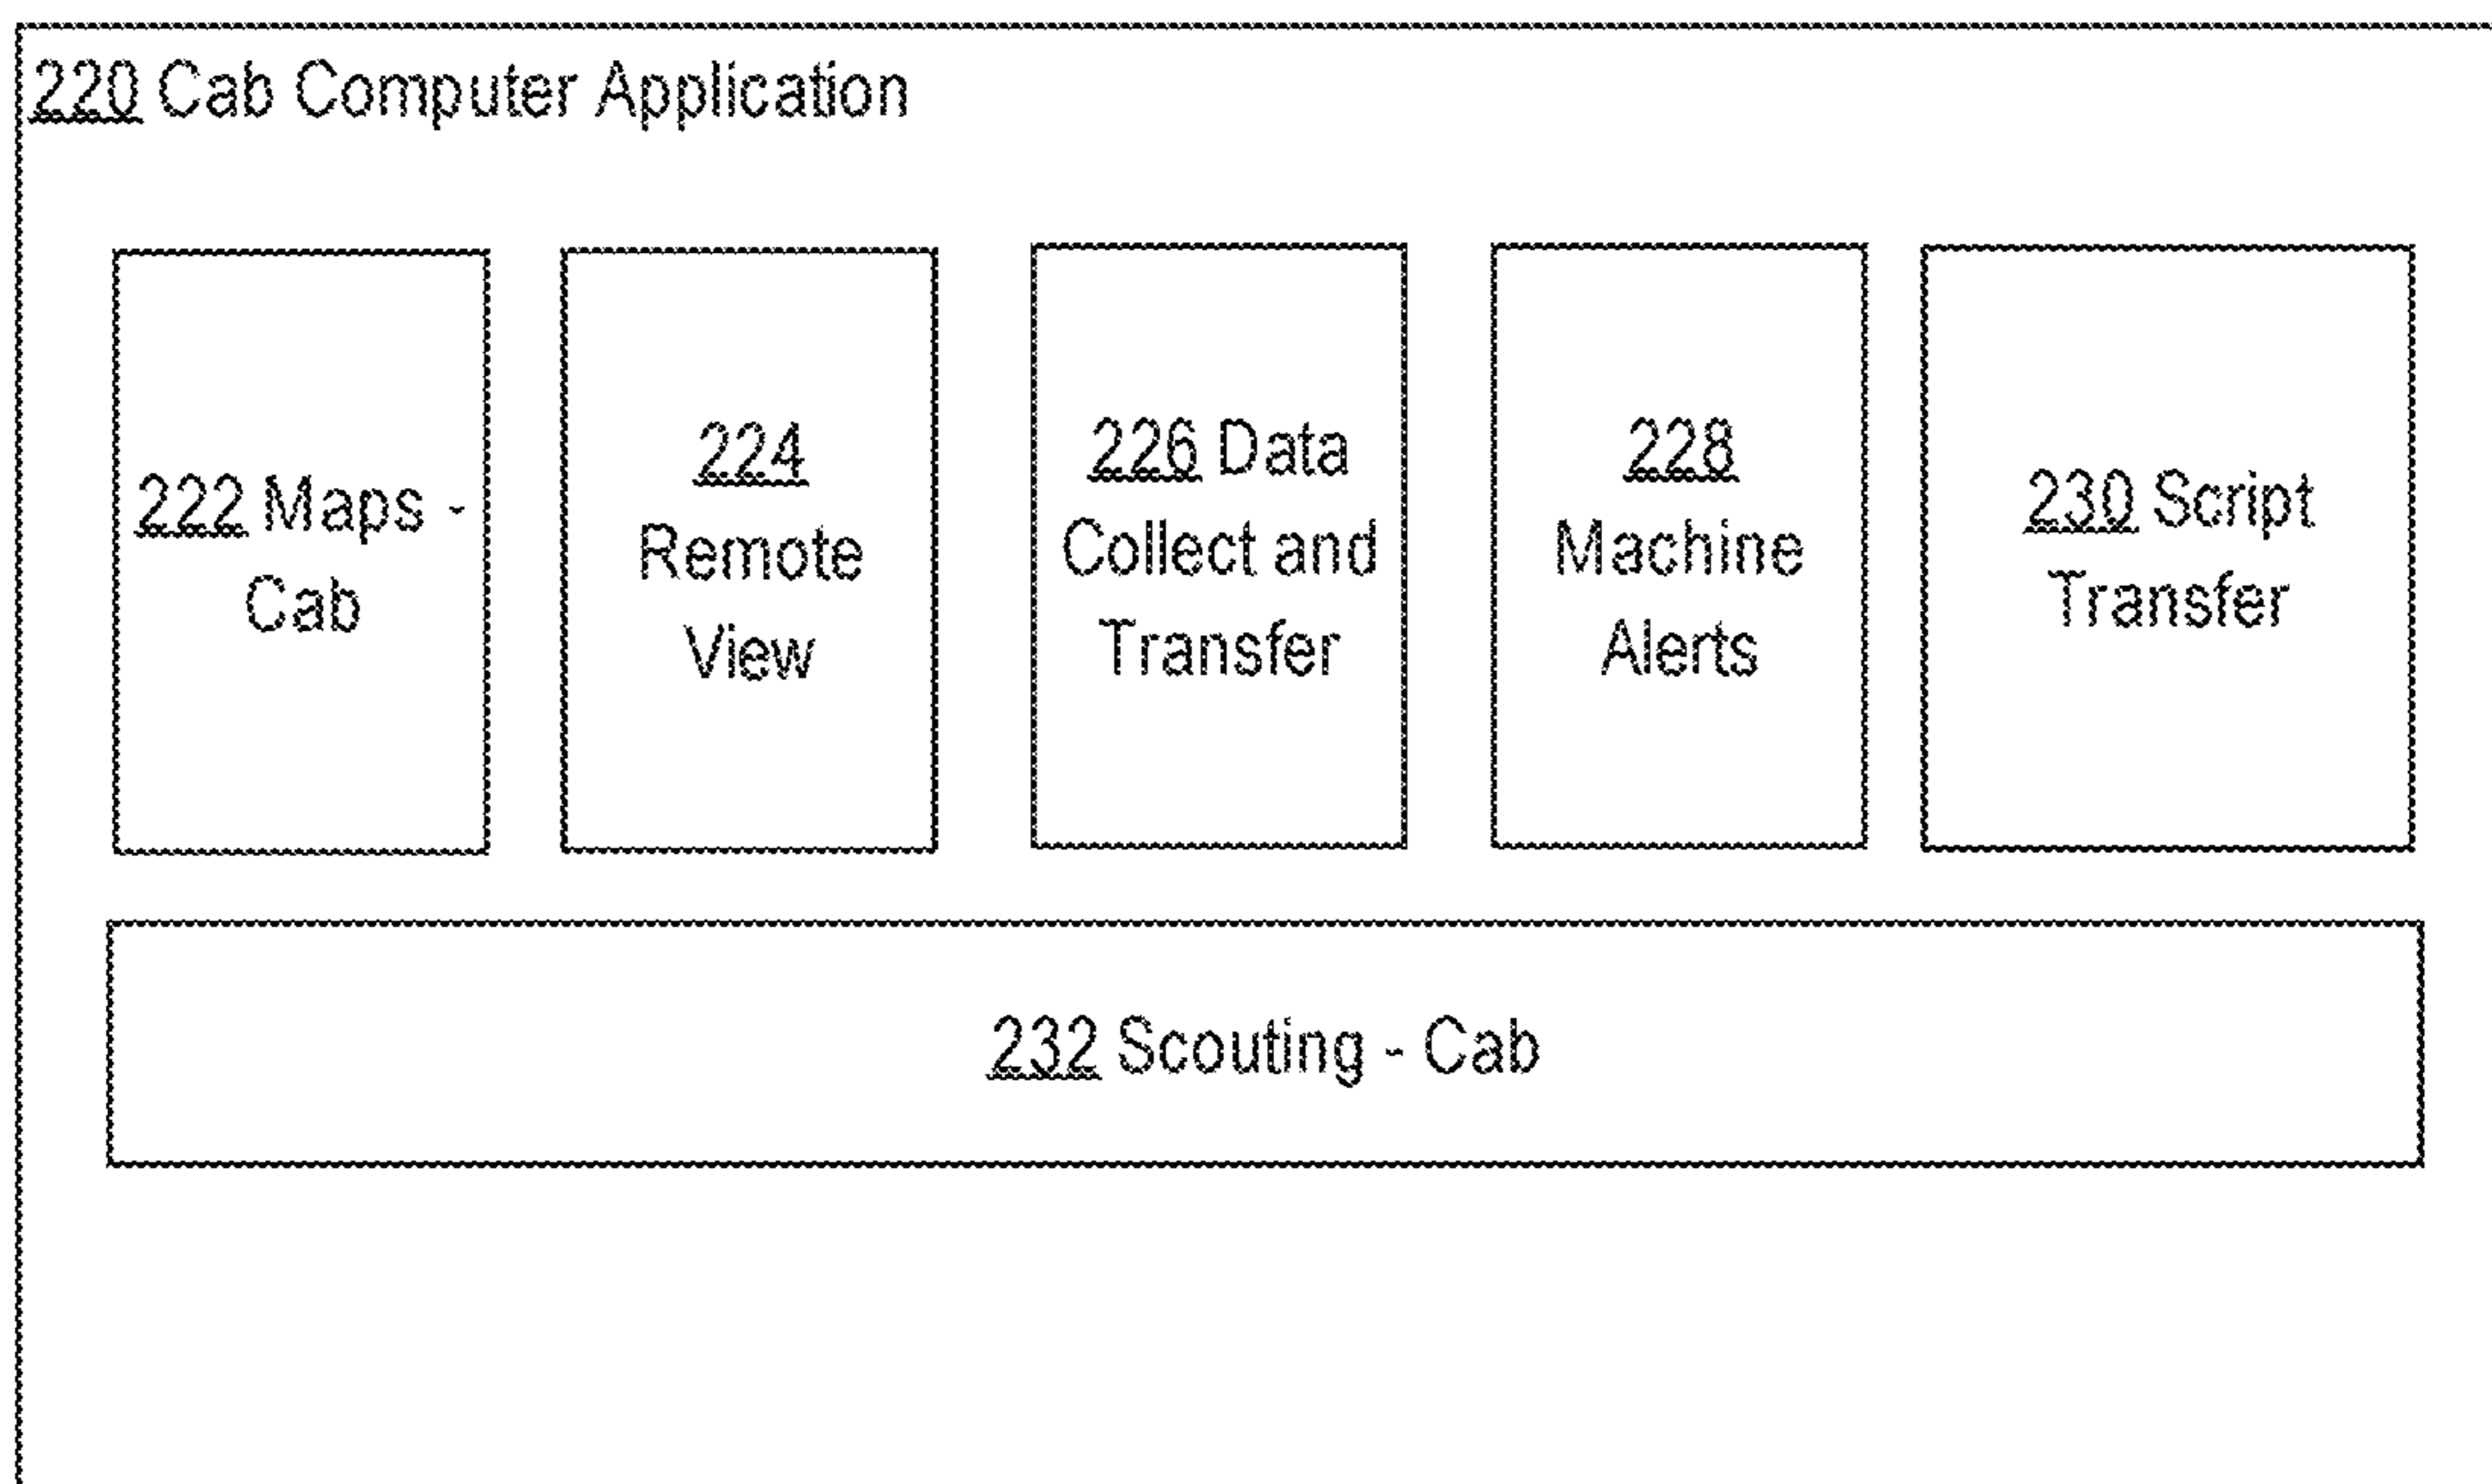 220 Cab Computer Application
222 Maps -
Cab
224
Remote
View
226 Data
Collect and
Transfer
228
Machine
Alerts
230 Script
Transfer
232 Scouting - Cab